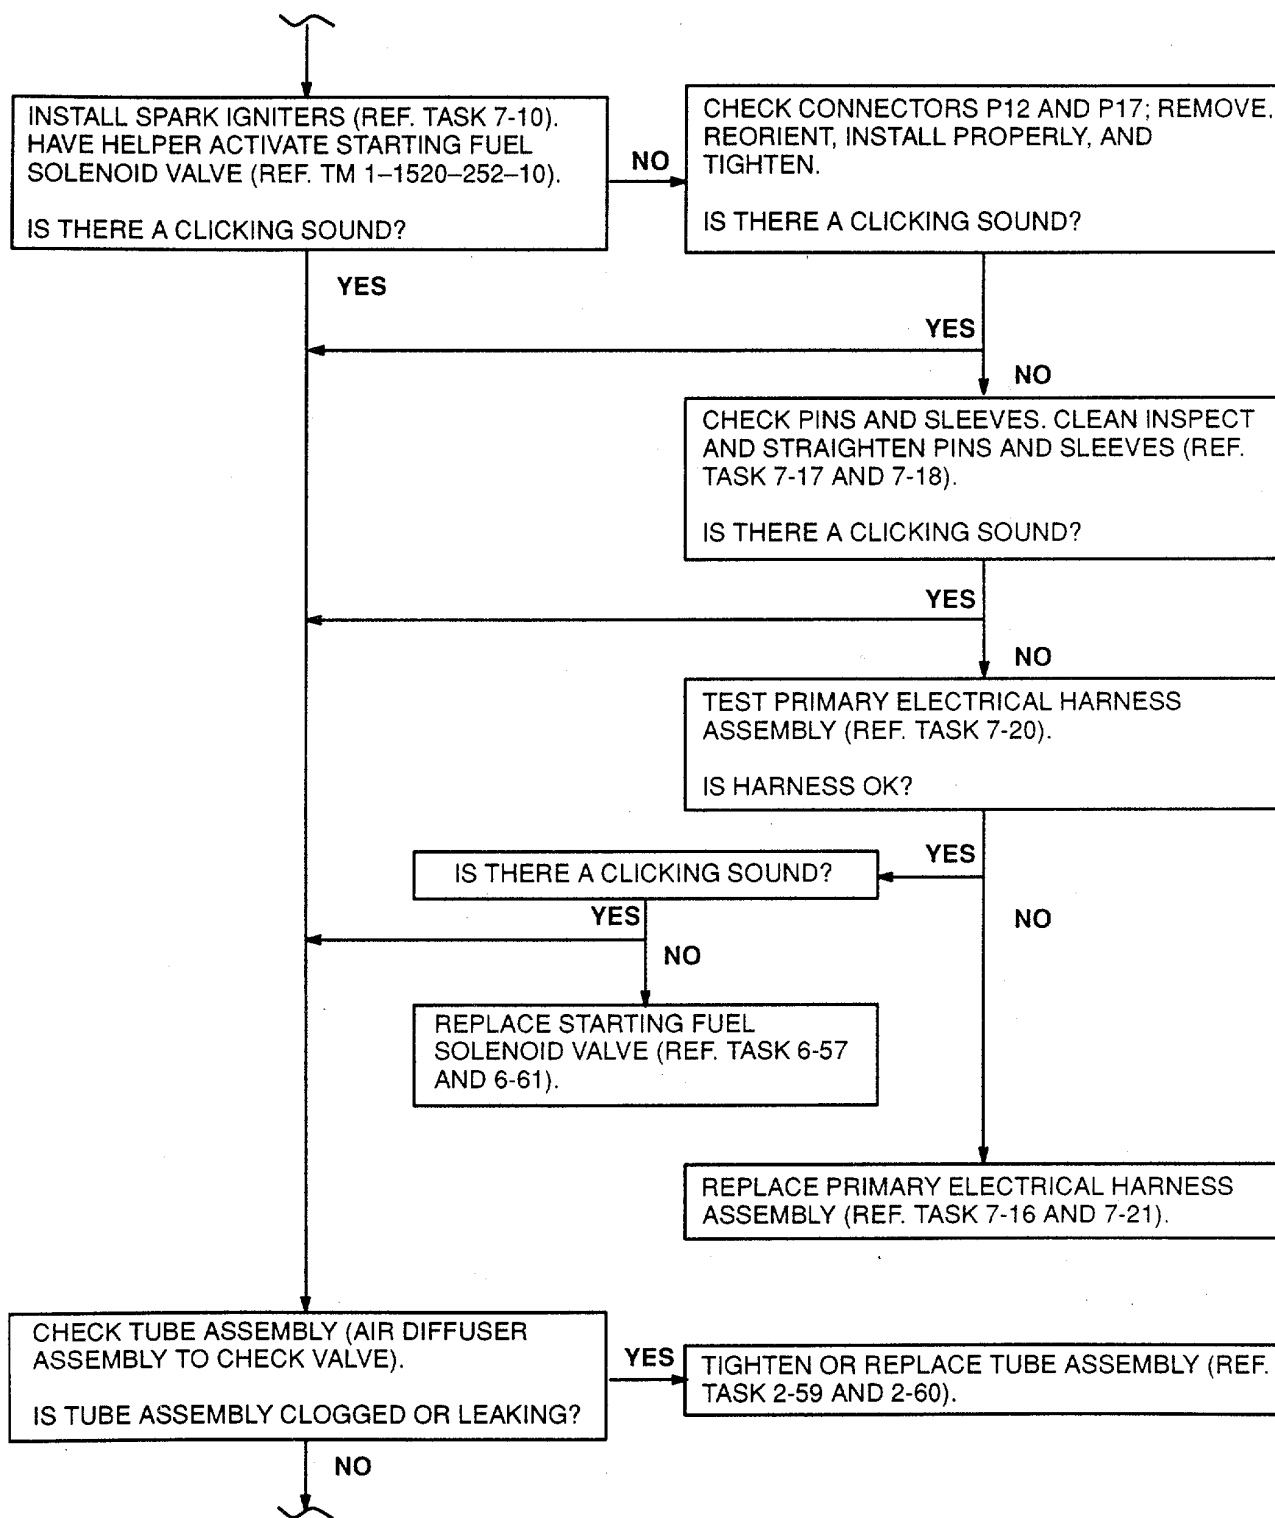 INSTALL SPARK IGNITERS (REF. TASK 7-10).
HAVE HELPER ACTIVATE STARTING FUEL
SOLENOID VALVE (REF. TM 1–1520–252–10).
IS THERE A CLICKING SOUND?
NO
CHECK CONNECTORS P12 AND P17; REMOVE,
REORIENT, INSTALL PROPERLY, AND
TIGHTEN.
IS THERE A CLICKING SOUND?
YES
YES
NO
CHECK PINS AND SLEEVES. CLEAN INSPECT
AND STRAIGHTEN PINS AND SLEEVES (REF.
TASK 7-17 AND 7-18).
IS THERE A CLICKING SOUND?
YES
NO
TEST PRIMARY ELECTRICAL HARNESS
ASSEMBLY (REF. TASK 7-20).
IS HARNESS OK?
YES
IS THERE A CLICKING SOUND?
YES
NO
NO
REPLACE STARTING FUEL
SOLENOID VALVE (REF. TASK 6-57
AND 6-61).
REPLACE PRIMARY ELECTRICAL HARNESS
ASSEMBLY (REF. TASK 7-16 AND 7-21).
CHECK TUBE ASSEMBLY (AIR DIFFUSER
ASSEMBLY TO CHECK VALVE).
IS TUBE ASSEMBLY CLOGGED OR LEAKING?
YES
TIGHTEN OR REPLACE TUBE ASSEMBLY (REF.
TASK 2-59 AND 2-60).
NO